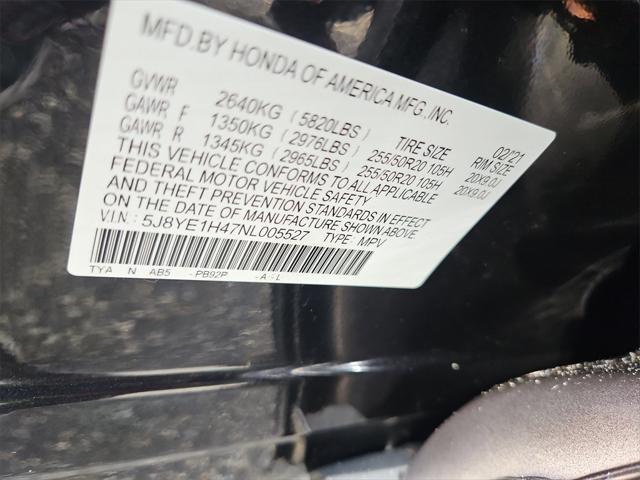 MFD. BY HONDA OF AMERICA MFG., INC.
02/21
GVWR 2640KG (5820LBS) TIRE SIZE RIM SIZE
GAWR F 1350KG (2976LBS) 255/50R20 105H 20X9.0J
GAWR R 1345KG (2965LBS) 255/50R20 105H 20X9.0J
THIS VEHICLE CONFORMS TO ALL APPLICABLE
FEDERAL MOTOR VEHICLE SAFETY
AND THEFT PREVENTION STANDARDS IN EFFECT
ON THE DATE OF MANUFACTURE SHOWN ABOVE.
V.I.N.: 5J8YE1H47NL005527 TYPE: MPV
TYA N AB5 -PB92P -A